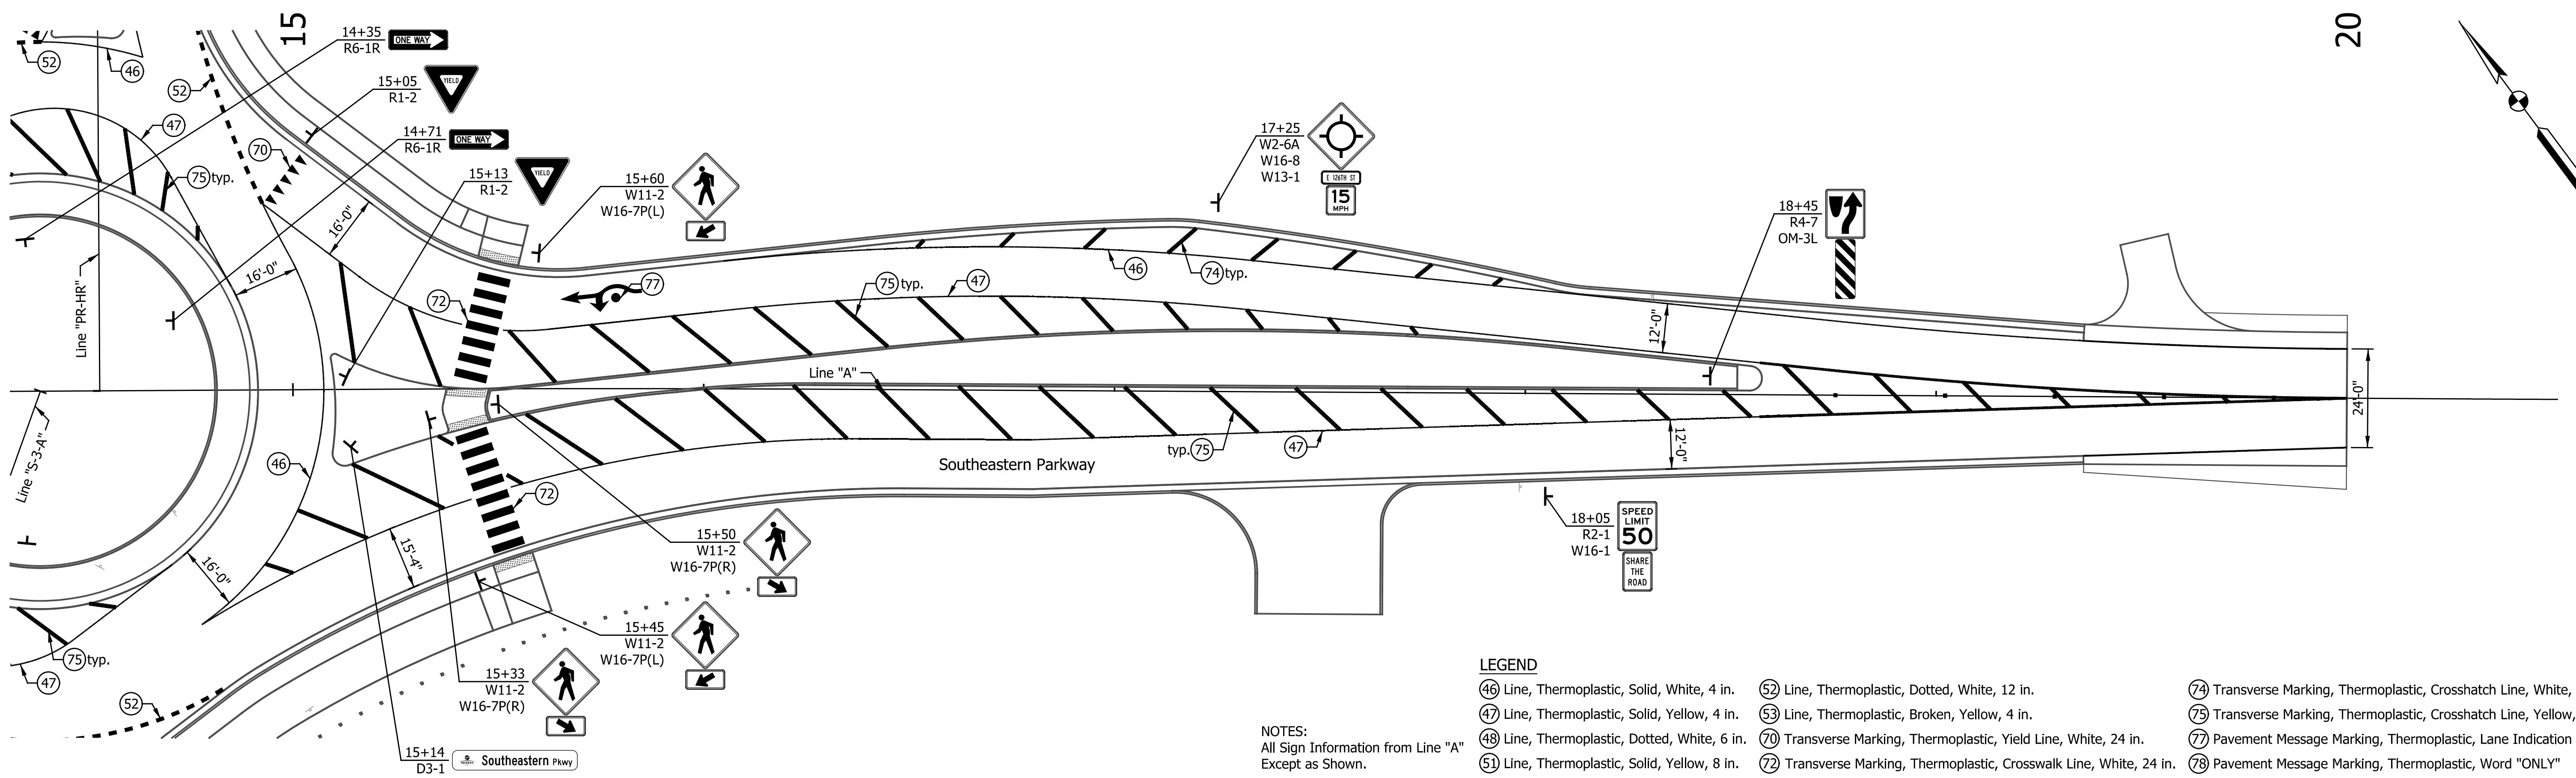 15
20
14+35
R6-1R
ONE WAY
15+05
R1-2
YIELD
14+71
R6-1R
ONE WAY
15+13
R1-2
YIELD
15+60
W11-2
W16-7P(L)
17+25
W2-6A
W16-8
W13-1
E 126TH ST
15
MPH
18+45
R4-7
OM-3L
52
46
52
47
70
75 typ.
16'-0"
16'-0"
72
77
75 typ.
47
46
74 typ.
12'-0"
Line "PR-HR"
Line "A"
24'-0"
Line "S-3-A"
46
typ. 75
47
12'-0"
Southeastern Parkway
72
15'-4"
16'-0"
75 typ.
47
52
15+50
W11-2
W16-7P(R)
15+45
W11-2
W16-7P(L)
15+33
W11-2
W16-7P(R)
15+14
D3-1
Southeastern Pkwy
18+05
R2-1
W16-1
SPEED
LIMIT
50
SHARE
THE
ROAD
NOTES:
All Sign Information from Line "A"
Except as Shown.
LEGEND
46 Line, Thermoplastic, Solid, White, 4 in.
47 Line, Thermoplastic, Solid, Yellow, 4 in.
48 Line, Thermoplastic, Dotted, White, 6 in.
51 Line, Thermoplastic, Solid, Yellow, 8 in.
52 Line, Thermoplastic, Dotted, White, 12 in.
53 Line, Thermoplastic, Broken, Yellow, 4 in.
70 Transverse Marking, Thermoplastic, Yield Line, White, 24 in.
72 Transverse Marking, Thermoplastic, Crosswalk Line, White, 24 in.
74 Transverse Marking, Thermoplastic, Crosshatch Line, White,
75 Transverse Marking, Thermoplastic, Crosshatch Line, Yellow,
77 Pavement Message Marking, Thermoplastic, Lane Indication
78 Pavement Message Marking, Thermoplastic, Word "ONLY"